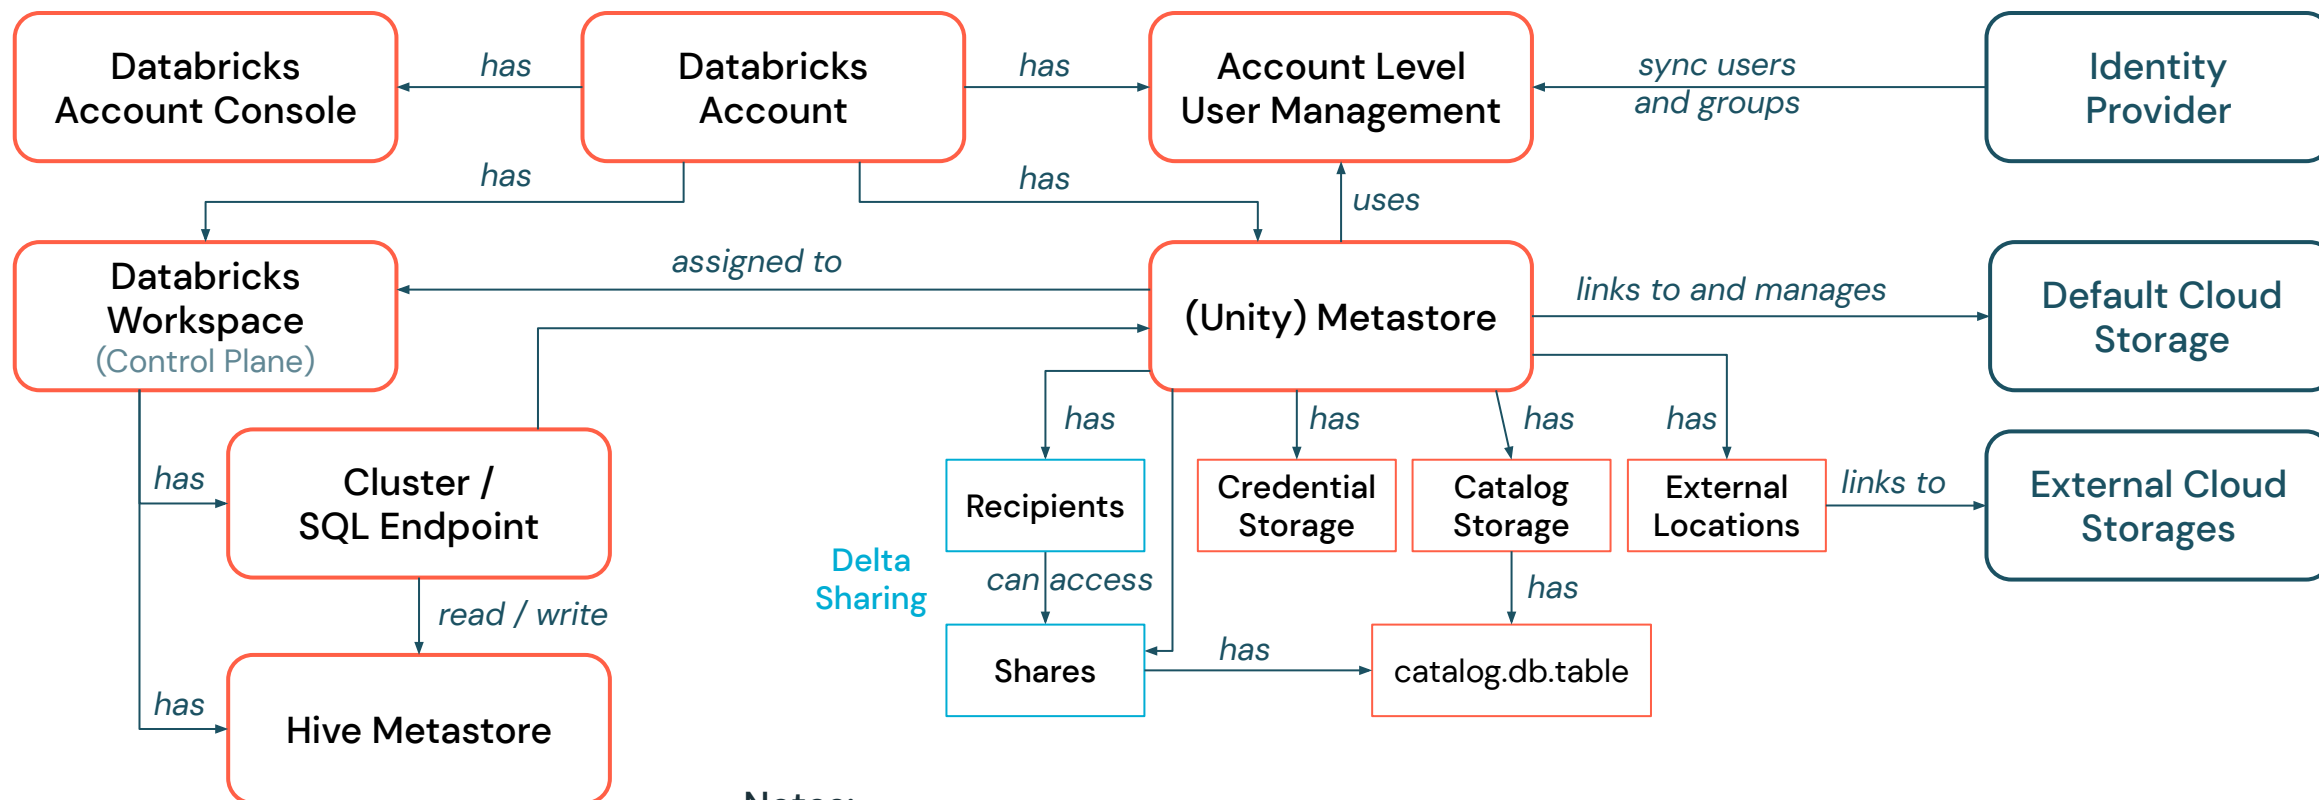 Databricks
Account Console
has
Databricks
Account
has
Account Level
User Management
sync users
and groups
Identity
Provider
has
has
uses
Databricks
Workspace
(Control Plane)
assigned to
(Unity) Metastore
links to and manages
Default Cloud
Storage
has
has
has
has
has
Cluster /
SQL Endpoint
Recipients
Credential
Storage
Catalog
Storage
External
Locations
links to
External Cloud
Storages
Delta
Sharing
can access
has
read / write
has
Hive Metastore
Shares
has
catalog.db.table
Notes: